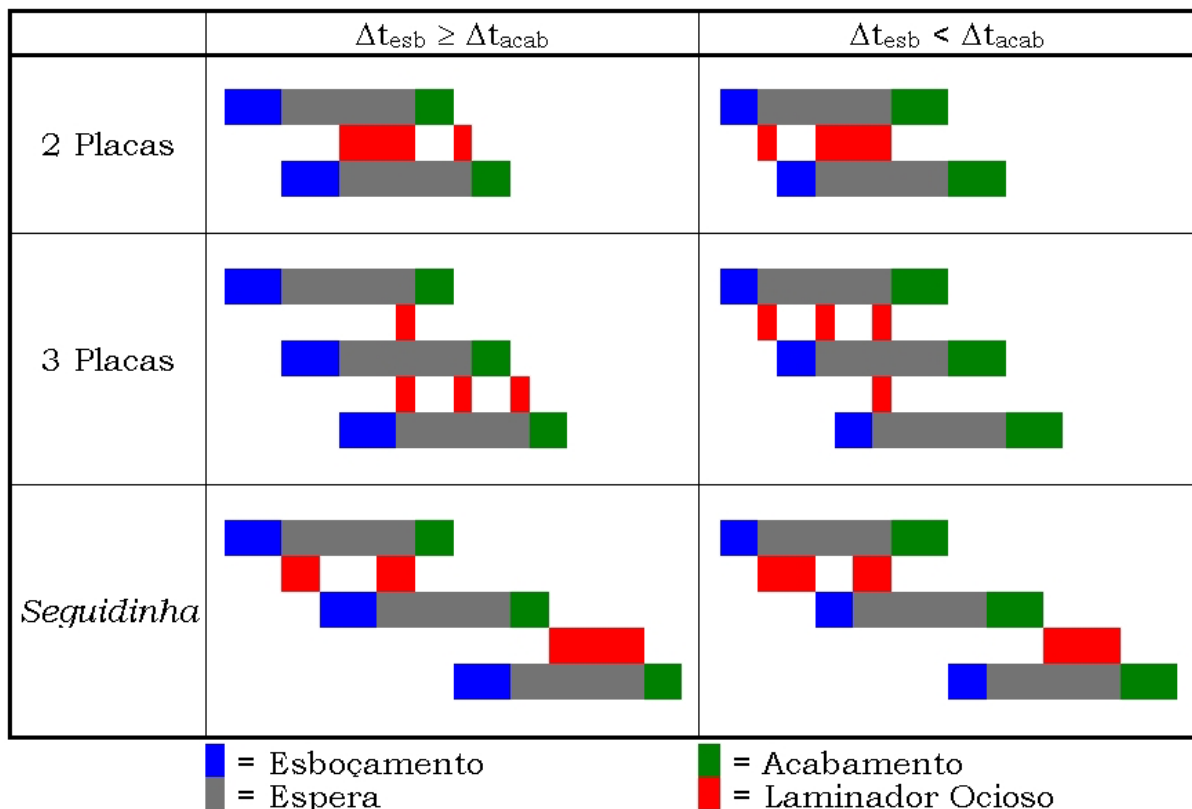 Δtesb ≥ Δtacab
Δtesb < Δtacab
2 Placas
3 Placas
Seguidinha
= Esboçamento
= Acabamento
= Espera
= Laminador Ocioso